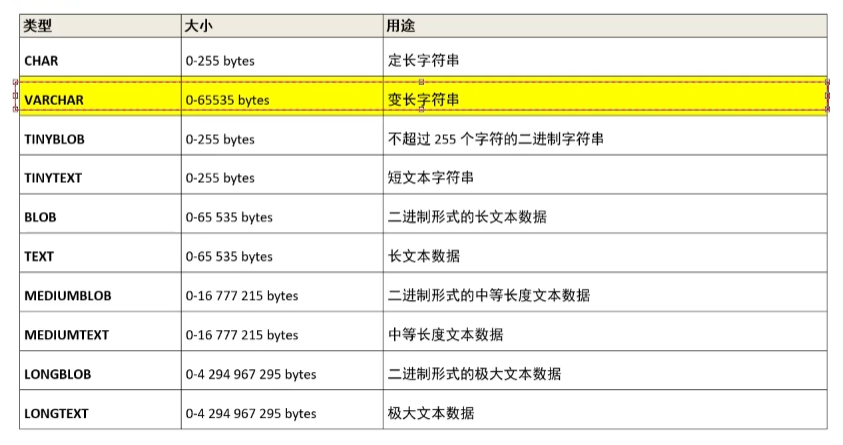 类型 大小 用途
CHAR 0-255 bytes 定长字符串
VARCHAR 0-65535 bytes 变长字符串
TINYBLOB 0-255 bytes 不超过 255 个字符的二进制字符串
TINYTEXT 0-255 bytes 短文本字符串
BLOB 0-65 535 bytes 二进制形式的长文本数据
TEXT 0-65 535 bytes 长文本数据
MEDIUMBLOB 0-16 777 215 bytes 二进制形式的中等长度文本数据
MEDIUMTEXT 0-16 777 215 bytes 中等长度文本数据
LONGBLOB 0-4 294 967 295 bytes 二进制形式的极大文本数据
LONGTEXT 0-4 294 967 295 bytes 极大文本数据